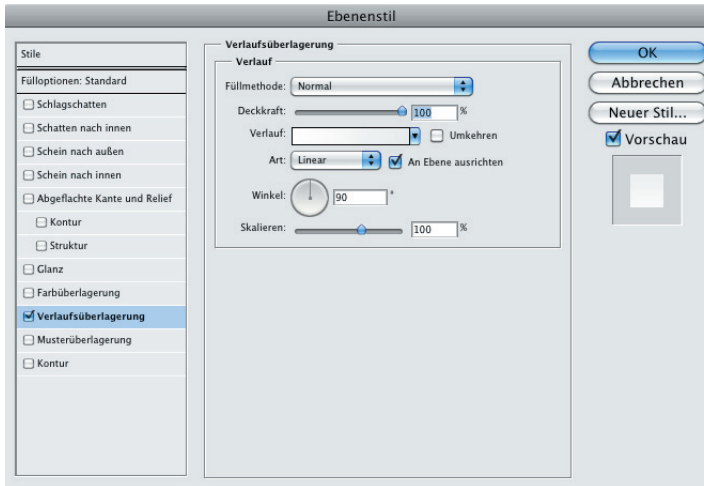 Ebenenstil
Stile
Fülloptionen: Standard
Schlagschatten
Schatten nach innen
Schein nach außen
Schein nach innen
Abgeflachte Kante und Relief
Kontur
Struktur
Glanz
Farbüberlagerung
Verlaufsüberlagerung
Musterüberlagerung
Kontur
Verlaufsüberlagerung
Verlauf
Füllmethode: Normal
Deckkraft: 100 %
Verlauf: Umkehren
Art: Linear An Ebene ausrichten
Winkel: 90 °
Skalieren: 100 %
OK
Abbrechen
Neuer Stil...
Vorschau